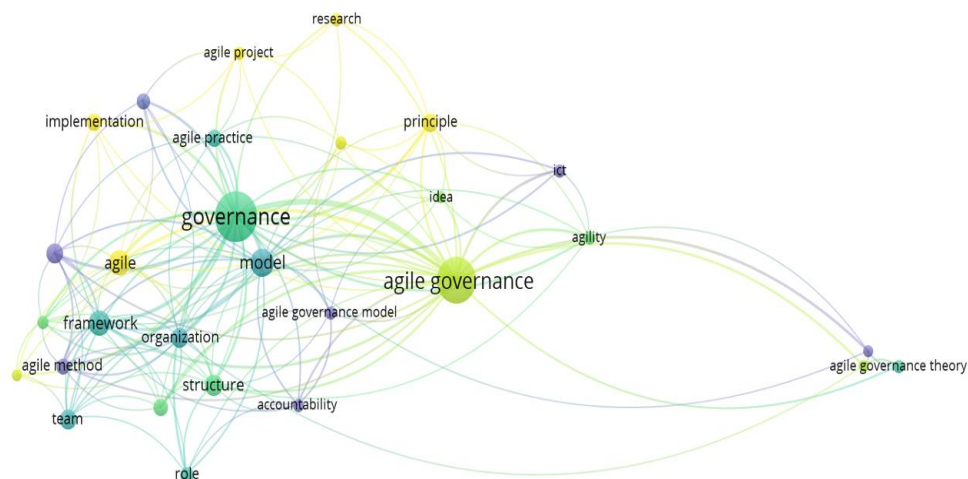 research
agile project
implementation
principle
agile practice
ict
idea
governance
agility
agile
model
agile governance
agile governance model
framework
organization
agile method
agile governance theory
structure
accountability
team
role